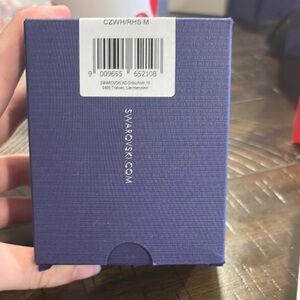 CZWH/RHS M
9 009655 652108
SWAROVSKI AG Dröschistr. 15
9495 Triesen, Liechtenstein
SWAROVSKI.COM